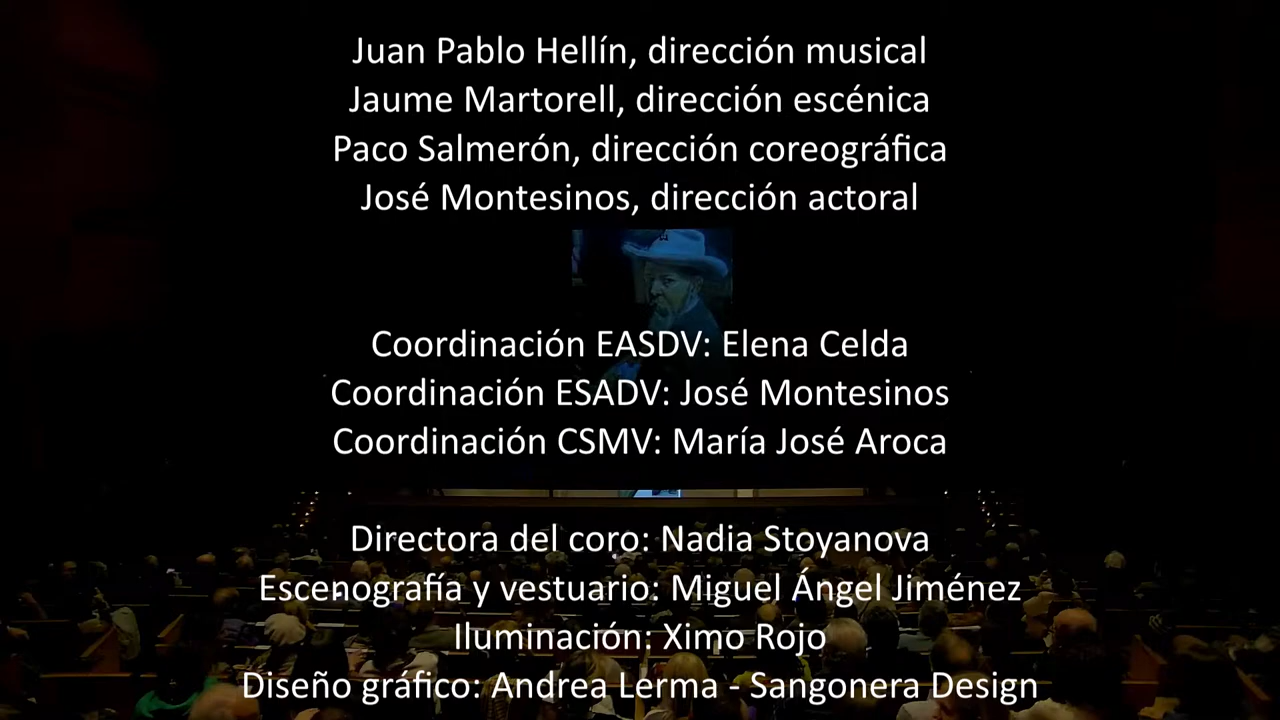 Juan Pablo Hellín, dirección musical
Jaume Martorell, dirección escénica
Paco Salmerón, dirección coreográfica
José Montesinos, dirección actoral
Coordinación EASDV: Elena Celda
Coordinación ESADV: José Montesinos
Coordinación CSMV: María José Aroca
Directora del coro: Nadia Stoyanova
Escenografía y vestuario: Miguel Ángel Jiménez
Iluminación: Ximo Rojo
Diseño gráfico: Andrea Lerma - Sangonera Design